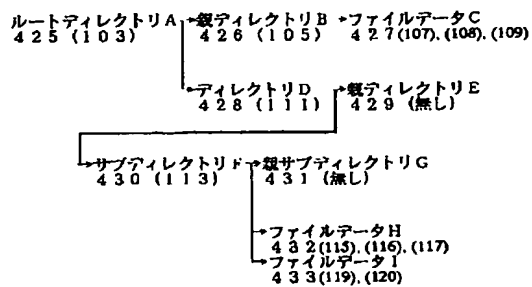 ルートディレクトリA
425 (103)
親ディレクトリB
426 (105)
ファイルデータC
427(107), (108), (109)
ディレクトリD
428 (111)
親ディレクトリE
429 (無し)
サブディレクトリF
430 (113)
親サブディレクトリG
431 (無し)
ファイルデータH
432(115), (116), (117)
ファイルデータI
433(119), (120)